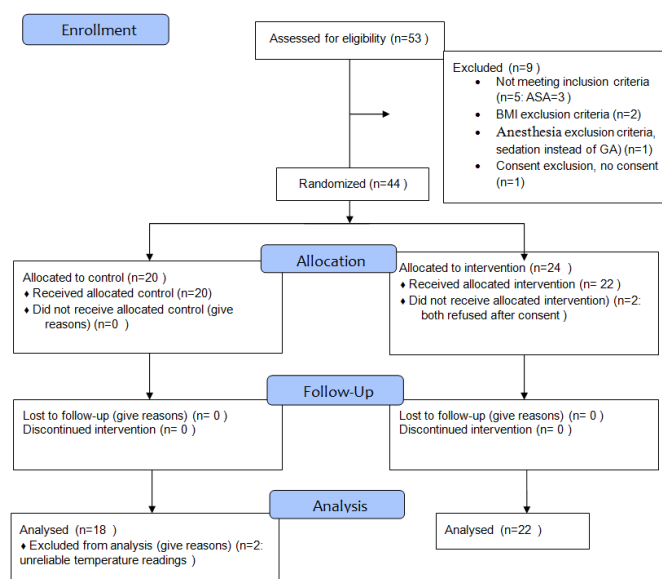 Enrollment
Assessed for eligibility (n=53 )
Excluded (n=9 )
• Not meeting inclusion criteria
(n=5: ASA=3 )
• BMI exclusion criteria (n=2)
• Anesthesia exclusion criteria,
sedation instead of GA) (n=1)
• Consent exclusion, no consent
(n=1)
Randomized (n=44 )
Allocation
Allocated to control (n=20 )
♦ Received allocated control (n=20)
♦ Did not receive allocated control (give
reasons) (n=0 )
Allocated to intervention (n=24 )
♦ Received allocated intervention (n= 22)
♦ Did not receive allocated intervention) (n=2:
both refused after consent )
Follow-Up
Lost to follow-up (give reasons) (n= 0 )
Discontinued intervention (n= 0 )
Lost to follow-up (give reasons) (n= 0 )
Discontinued intervention (n= 0 )
Analysis
Analysed (n=18 )
♦ Excluded from analysis (give reasons) (n=2:
unreliable temperature readings )
Analysed (n=22 )